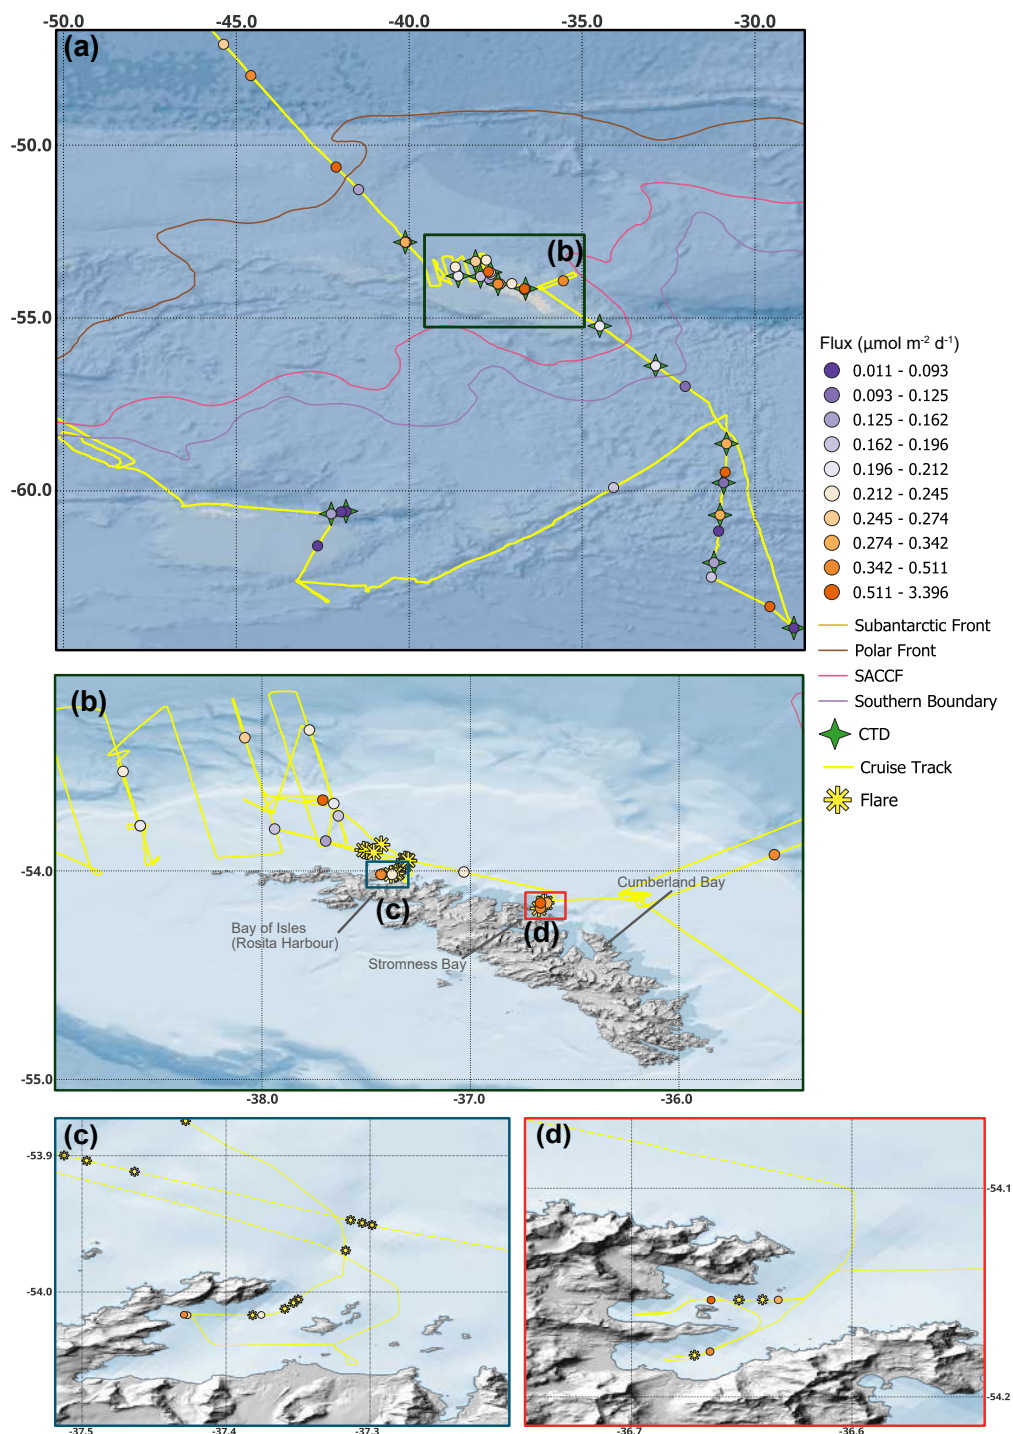 -50.0 -45.0 -40.0 -35.0 -30.0
(a)
-50.0
(b)
-55.0
-60.0
Flux (μmol m-2 d-1)
0.011 - 0.093
0.093 - 0.125
0.125 - 0.162
0.162 - 0.196
0.196 - 0.212
0.212 - 0.245
0.245 - 0.274
0.274 - 0.342
0.342 - 0.511
0.511 - 3.396
Subantarctic Front
Polar Front
SACCF
Southern Boundary
CTD
Cruise Track
Flare
(b)
-54.0
Cumberland Bay
(c)
Bay of Isles
(Rosita Harbour)
(d)
Stromness Bay
-55.0
-38.0 -37.0 -36.0
(c)
-53.9
-54.0
-37.5 -37.4 -37.3
(d)
-54.1
-54.2
-36.7 -36.6